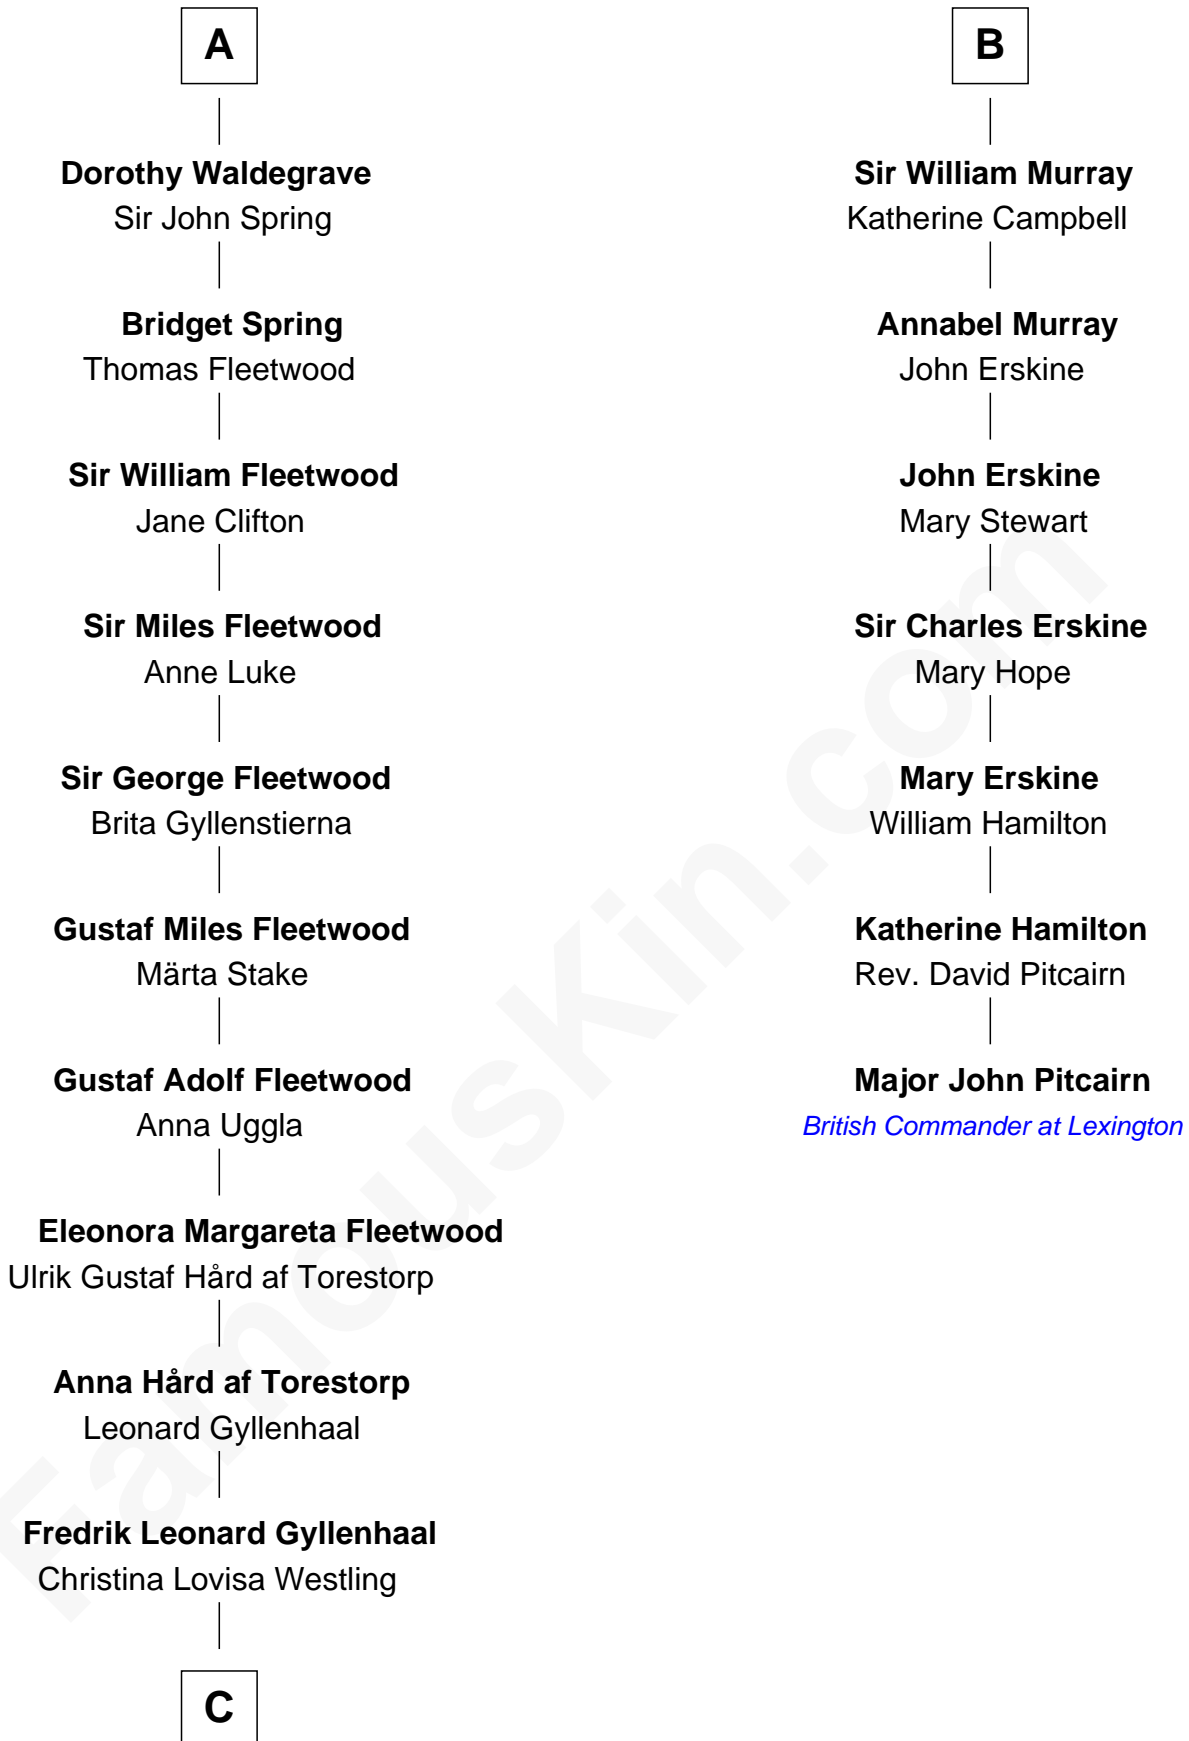 A
Dorothy Waldegrave
Sir John Spring
Bridget Spring
Thomas Fleetwood
Sir William Fleetwood
Jane Clifton
Sir Miles Fleetwood
Anne Luke
Sir George Fleetwood
Brita Gyllenstierna
Gustaf Miles Fleetwood
Märta Stake
Gustaf Adolf Fleetwood
Anna Uggla
Eleonora Margareta Fleetwood
Ulrik Gustaf Hård af Torestorp
Anna Hård af Torestorp
Leonard Gyllenhaal
Fredrik Leonard Gyllenhaal
Christina Lovisa Westling
C
B
Sir William Murray
Katherine Campbell
Annabel Murray
John Erskine
John Erskine
Mary Stewart
Sir Charles Erskine
Mary Hope
Mary Erskine
William Hamilton
Katherine Hamilton
Rev. David Pitcairn
Major John Pitcairn
British Commander at Lexington
FamousKin.com